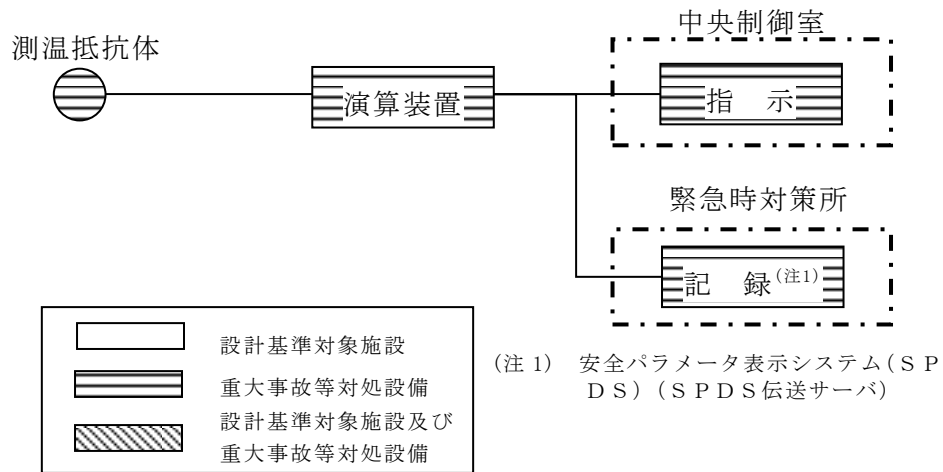 中央制御室
測温抵抗体
演算装置
指　示
緊急時対策所
記　録(注1)
設計基準対象施設
重大事故等対処設備
設計基準対象施設及び
重大事故等対処設備
(注 1)　安全パラメータ表示システム(ＳＰ
ＤＳ)（ＳＰＤＳ伝送サーバ）